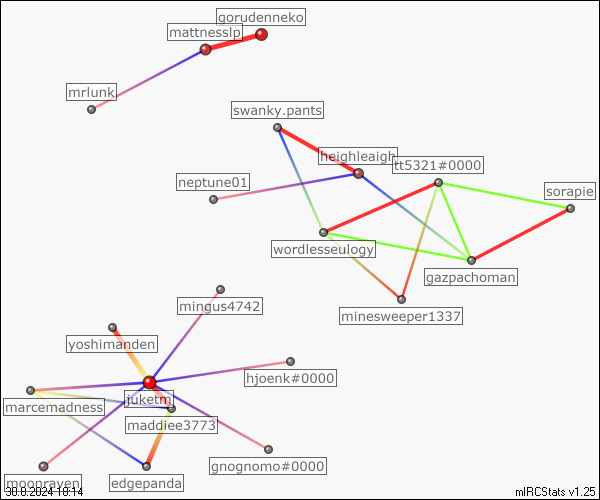 gorudenneko
mattnesslp
mrlunk
swanky.pants
heighleaigh
tt5321#0000
neptune01
sorapie
wordlesseulogy
gazpachoman
mingus4742
minesweeper1337
yoshimanden
hjoenk#0000
juketm
marcemadness
maddiee3773
gnognomo#0000
moonraven
edgepanda
30.8.2024 10:14
mIRCStats v1.25